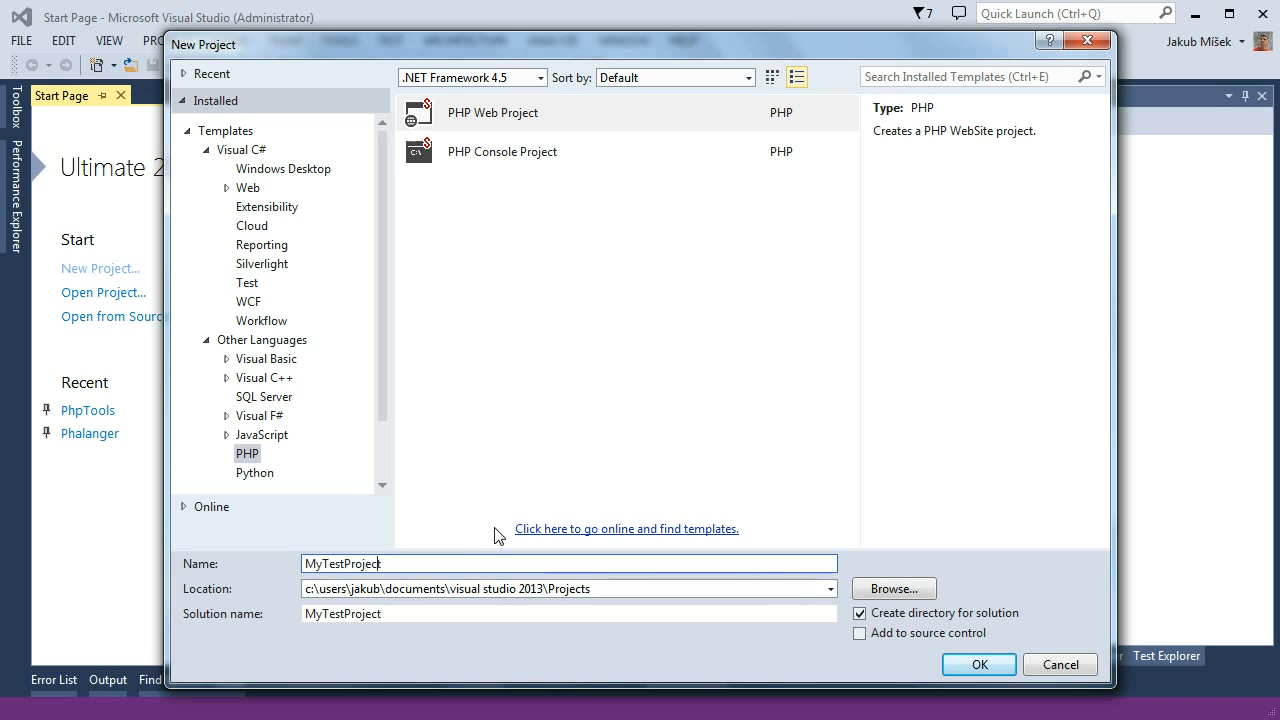 Start Page - Microsoft Visual Studio (Administrator)
7
Quick Launch (Ctrl+Q)
FILE EDIT VIEW
Jakub Míšek
New Project
Start Page
Toolbox
Performance Explorer
Ultimate 2
Start
New Project...
Open Project...
Open from Sourc
Recent
PhpTools
Phalanger
Recent
Installed
Templates
Visual C#
Windows Desktop
Web
Extensibility
Cloud
Reporting
Silverlight
Test
WCF
Workflow
Other Languages
Visual Basic
Visual C++
SQL Server
Visual F#
JavaScript
PHP
Python
Online
.NET Framework 4.5
Sort by: Default
Search Installed Templates (Ctrl+E)
PHP Web Project PHP
PHP Console Project PHP
Type: PHP
Creates a PHP WebSite project.
Click here to go online and find templates.
Name: MyTestProject
Location: c:\users\jakub\documents\visual studio 2013\Projects
Browse...
Solution name: MyTestProject
Create directory for solution
Add to source control
OK Cancel
Test Explorer
Error List Output Find